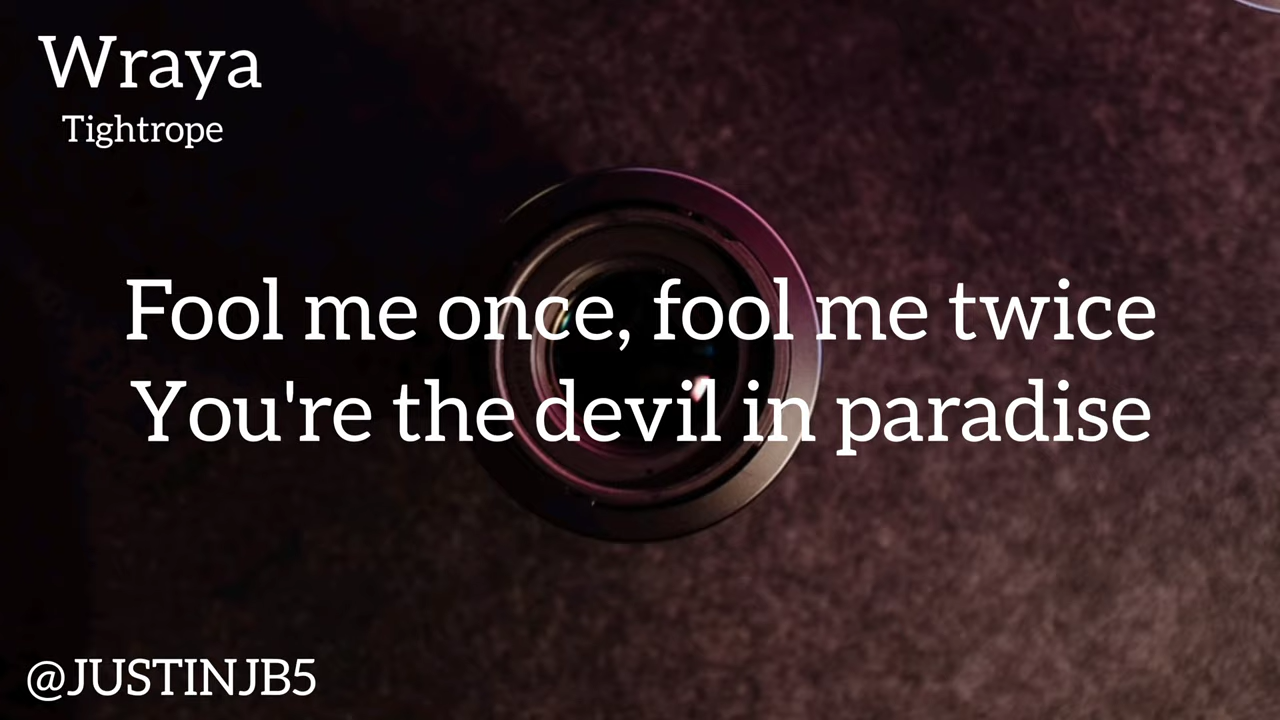 Wraya
Tightrope
Fool me once, fool me twice
You're the devil in paradise
@JUSTINJB5